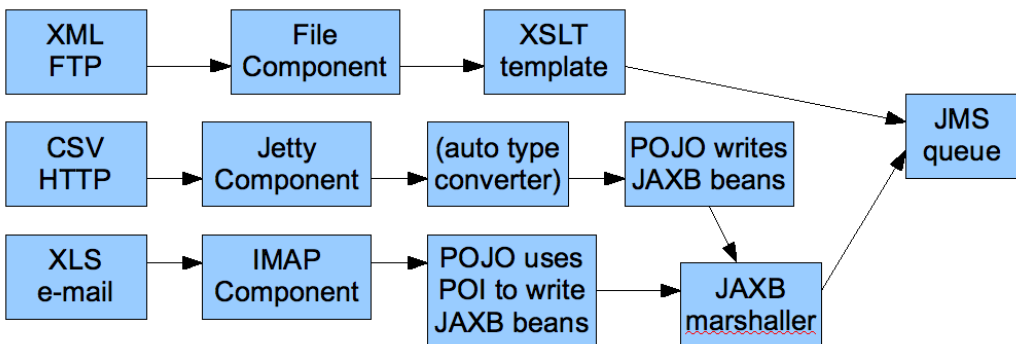 XML
FTP
File
Component
XSLT
template
JMS
queue
CSV
HTTP
Jetty
Component
(auto type
converter)
POJO writes
JAXB beans
XLS
e-mail
IMAP
Component
POJO uses
POI to write
JAXB beans
JAXB
marshaller